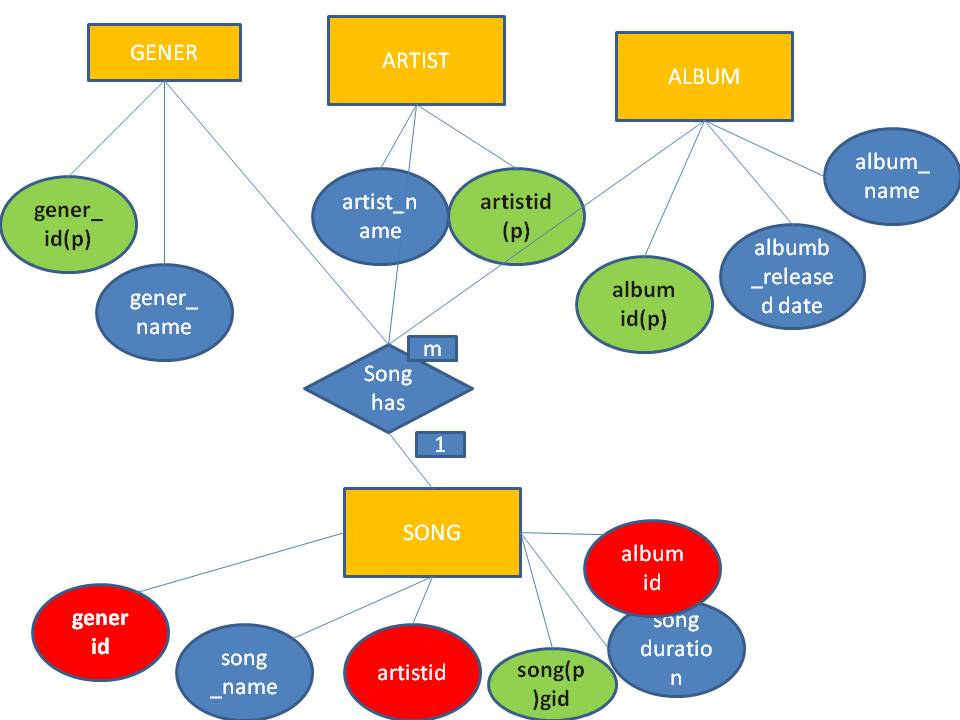 GENER
ARTIST
ALBUM
album_
name
gener_
id(p)
artist_n
ame
artistid
(p)
albumb
_release
d date
album
id(p)
gener_
name
m
Song
has
1
SONG
album
id
gener
id
song
_name
artistid
song(p
)gid
song
duratio
n